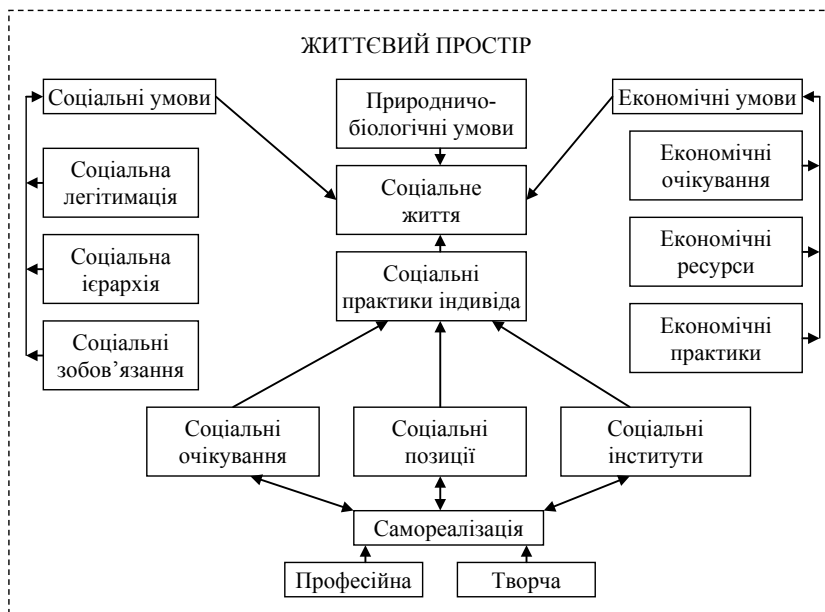 ЖИТТЄВИЙ ПРОСТІР
Соціальні умови
Природничо-
біологічні умови
Економічні умови
Соціальна
легітимація
Соціальне
життя
Економічні
очікування
Соціальна
ієрархія
Соціальні
практики індивіда
Економічні
ресурси
Соціальні
зобов’язання
Економічні
практики
Соціальні
очікування
Соціальні
позиції
Соціальні
інститути
Самореалізація
Професійна
Творча